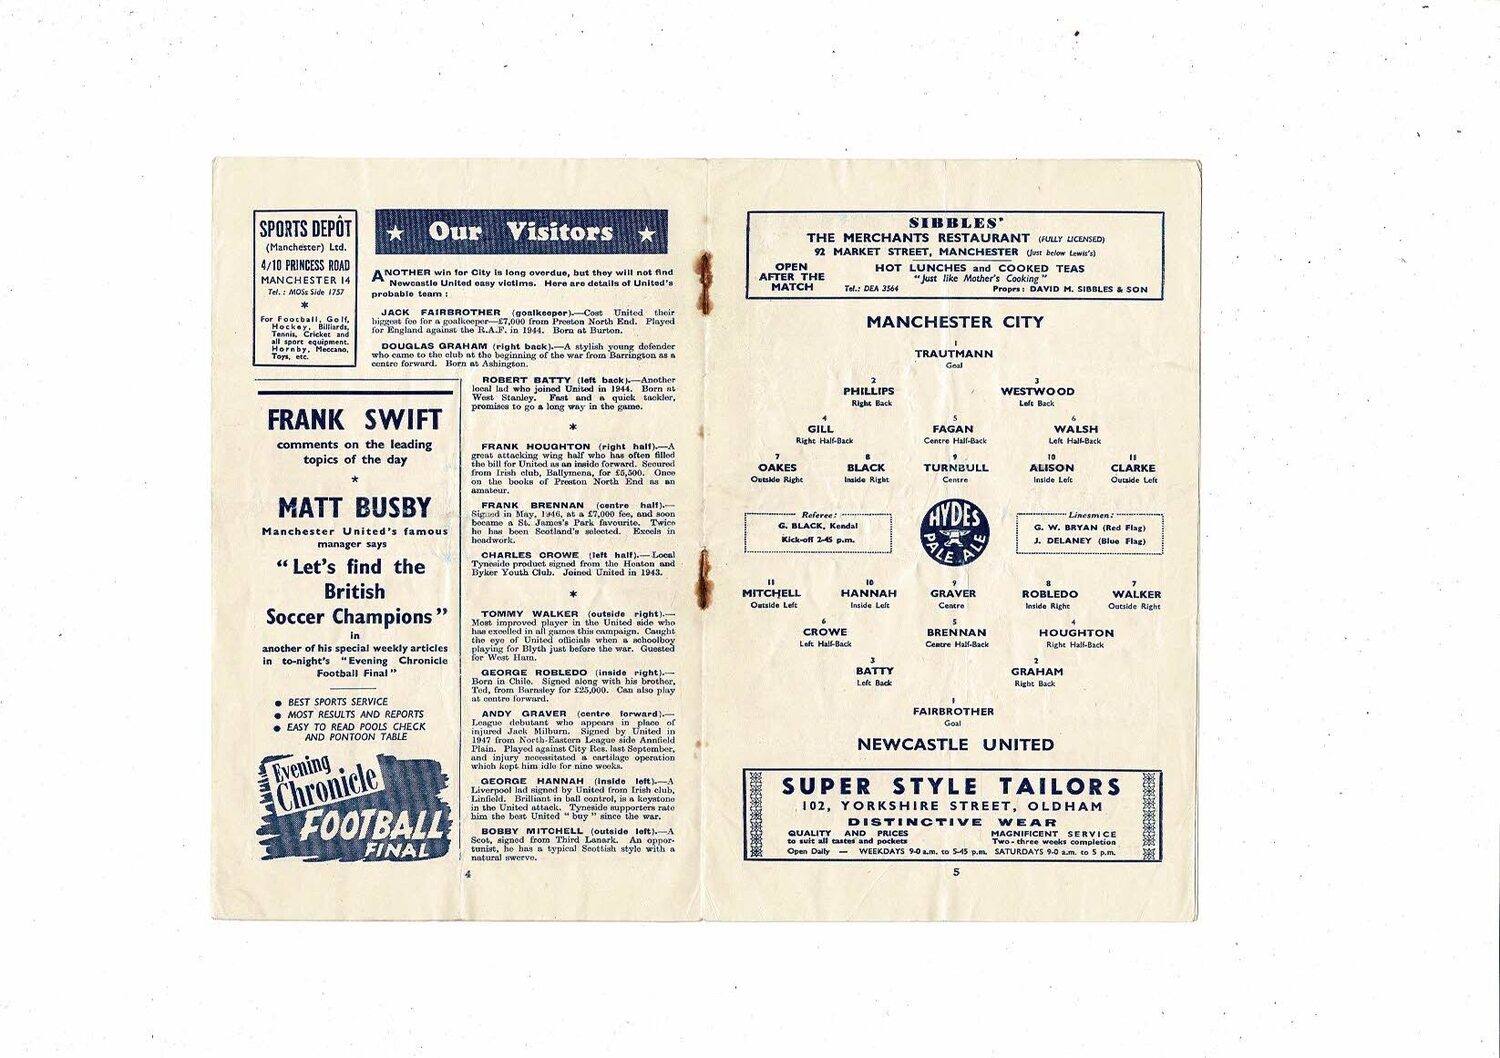 SPORTS DEPÔT
(Manchester) Ltd.
4/10 PRINCESS ROAD
MANCHESTER 14
Tel. : MOSs Side 1757
*
For Football, Golf,
Hockey, Billiards,
Tennis, Cricket and
all sport equipment.
Hornby, Meccano,
Toys, etc.
FRANK SWIFT
comments on the leading
topics of the day
*
MATT BUSBY
Manchester United's famous
manager says
"Let's find the
British
Soccer Champions"
in
another of his special weekly articles
in to-night's "Evening Chronicle
Football Final"
● BEST SPORTS SERVICE
● MOST RESULTS AND REPORTS
● EASY TO READ POOLS CHECK
AND PONTOON TABLE
Evening
Chronicle
FOOTBALL
FINAL
★ Our Visitors ★
ANOTHER win for City is long overdue, but they will not find
Newcastle United easy victims. Here are details of United's
probable team :
JACK FAIRBROTHER (goalkeeper).—Cost United their
biggest fee for a goalkeeper—£7,000 from Preston North End. Played
for England against the R.A.F. in 1944. Born at Burton.
DOUGLAS GRAHAM (right back).—A stylish young defender
who came to the club at the beginning of the war from Barrington as a
centre forward. Born at Ashington.
ROBERT BATTY (left back).—Another
local lad who joined United in 1944. Born at
West Stanley. Fast and a quick tackler,
promises to go a long way in the game.
*
FRANK HOUGHTON (right half).—A
great attacking wing half who has often filled
the bill for United as an inside forward. Secured
from Irish club, Ballymena, for £5,500. Once
on the books of Preston North End as an
amateur.
FRANK BRENNAN (centre half).—
Signed in May, 1946, at a £7,000 fee, and soon
became a St. James's Park favourite. Twice
he has been Scotland's selected. Excels in
headwork.
CHARLES CROWE (left half).—Local
Tyneside product signed from the Heaton and
Byker Youth Club. Joined United in 1943.
*
TOMMY WALKER (outside right).—
Most improved player in the United side who
has excelled in all games this campaign. Caught
the eye of United officials when a schoolboy
playing for Blyth just before the war. Guested
for West Ham.
GEORGE ROBLEDO (inside right).—
Born in Chile. Signed along with his brother,
Ted, from Barnsley for £25,000. Can also play
at centre forward.
ANDY GRAVER (centre forward).—
League debutant who appears in place of
injured Jack Milburn. Signed by United in
1947 from North-Eastern League side Annfield
Plain. Played against City Res. last September,
and injury necessitated a cartilage operation
which kept him idle for nine weeks.
GEORGE HANNAH (inside left).—A
Liverpool lad signed by United from Irish club,
Linfield. Brilliant in ball control, is a keystone
in the United attack. Tyneside supporters rate
him the best United "buy" since the war.
BOBBY MITCHELL (outside left).—A
Scot, signed from Third Lanark. An oppor-
tunist, he has a typical Scottish style with a
natural swerve.
4
SIBBLES'
THE MERCHANTS RESTAURANT (FULLY LICENSED)
92 MARKET STREET, MANCHESTER (Just below Lewis's)
OPEN
AFTER THE
MATCH
HOT LUNCHES and COOKED TEAS
"Just like Mother's Cooking"
Tel.: DEA 3564 Proprs : DAVID M. SIBBLES & SON
MANCHESTER CITY
1
TRAUTMANN
Goal
2 3
PHILLIPS WESTWOOD
Right Back Left Back
4 5 6
GILL FAGAN WALSH
Right Half-Back Centre Half-Back Left Half-Back
7 8 9 10 11
OAKES BLACK TURNBULL ALISON CLARKE
Outside Right Inside Right Centre Inside Left Outside Left
Referee :
G. BLACK, Kendal
Kick-off 2-45 p.m.
HYDES
PALE ALE
Linesmen :
G. W. BRYAN (Red Flag)
J. DELANEY (Blue Flag)
11 10 9 8 7
MITCHELL HANNAH GRAVER ROBLEDO WALKER
Outside Left Inside Left Centre Inside Right Outside Right
6 5 4
CROWE BRENNAN HOUGHTON
Left Half-Back Centre Half-Back Right Half-Back
3 2
BATTY GRAHAM
Left Back Right Back
1
FAIRBROTHER
Goal
NEWCASTLE UNITED
SUPER STYLE TAILORS
102, YORKSHIRE STREET, OLDHAM
DISTINCTIVE WEAR
QUALITY AND PRICES MAGNIFICENT SERVICE
to suit all tastes and pockets Two-three weeks completion
Open Daily — WEEKDAYS 9-0 a.m. to 5-45 p.m. SATURDAYS 9-0 a.m. to 5 p.m.
5